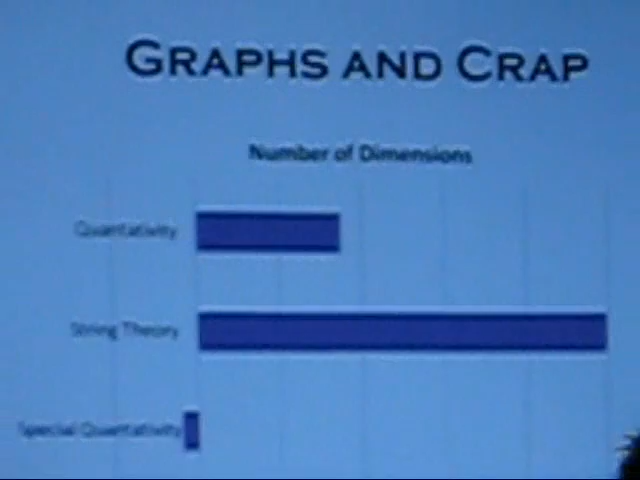 GRAPHS AND CRAP
Number of Dimensions
Quantativity
String Theory
Special Quantativity